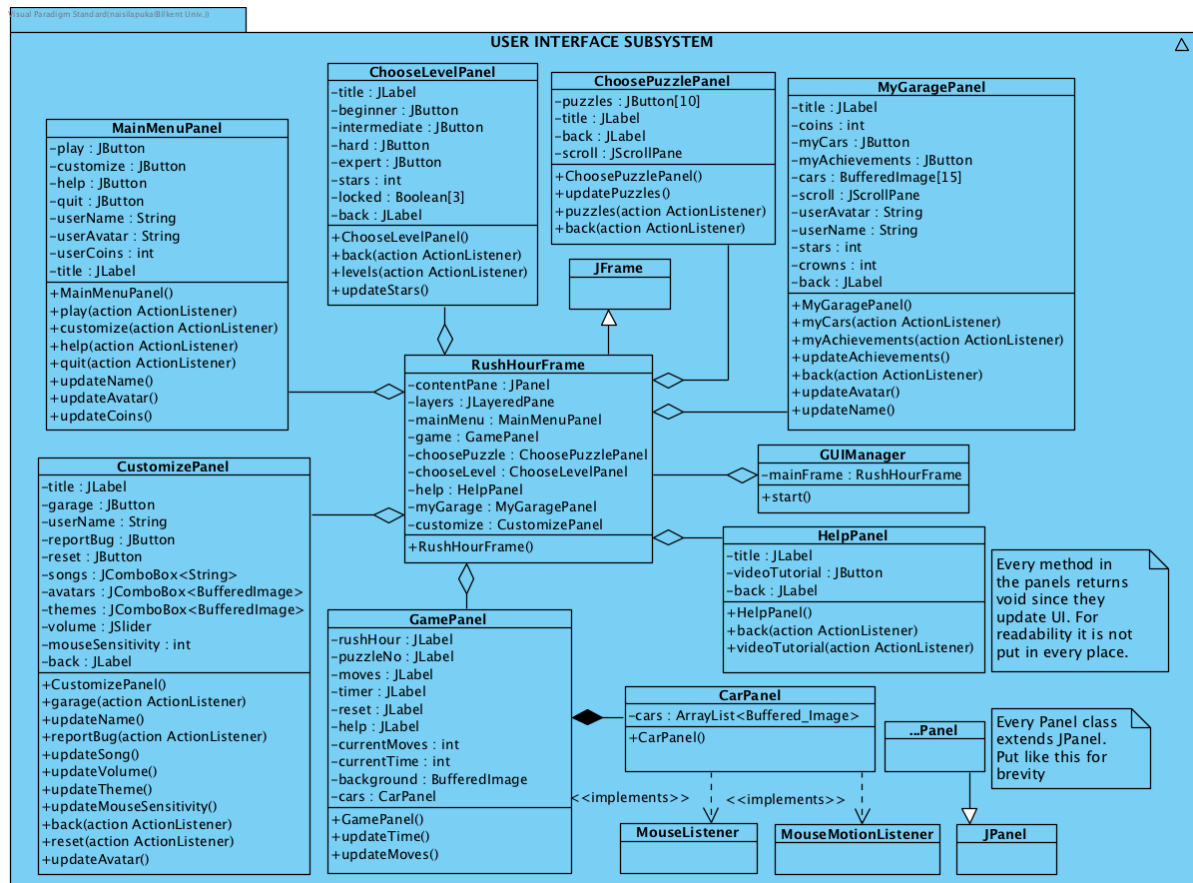 Visual Paradigm Standard(naisilapuka(Bilkent Univ.))
USER INTERFACE SUBSYSTEM
MainMenuPanel
-play : JButton
-customize : JButton
-help : JButton
-quit : JButton
-userName : String
-userAvatar : String
-userCoins : int
-title : JLabel
+MainMenuPanel()
+play(action ActionListener)
+customize(action ActionListener)
+help(action ActionListener)
+quit(action ActionListener)
+updateName()
+updateAvatar()
+updateCoins()
ChooseLevelPanel
-title : JLabel
-beginner : JButton
-intermediate : JButton
-hard : JButton
-expert : JButton
-stars : int
-locked : Boolean[3]
-back : JLabel
+ChooseLevelPanel()
+back(action ActionListener)
+levels(action ActionListener)
+updateStars()
ChoosePuzzlePanel
-puzzles : JButton[10]
-title : JLabel
-back : JLabel
-scroll : JScrollPane
+ChoosePuzzlePanel()
+updatePuzzles()
+puzzles(action ActionListener)
+back(action ActionListener)
MyGaragePanel
-title : JLabel
-coins : int
-myCars : JButton
-myAchievements : JButton
-cars : BufferedImage[15]
-scroll : JScrollPane
-userAvatar : String
-userName : String
-stars : int
-crowns : int
-back : JLabel
+MyGaragePanel()
+myCars(action ActionListener)
+myAchievements(action ActionListener)
+updateAchievements()
+back(action ActionListener)
+updateAvatar()
+updateName()
JFrame
RushHourFrame
-contentPane : JPanel
-layers : JLayeredPane
-mainMenu : MainMenuPanel
-game : GamePanel
-choosePuzzle : ChoosePuzzlePanel
-chooseLevel : ChooseLevelPanel
-help : HelpPanel
-myGarage : MyGaragePanel
-customize : CustomizePanel
+RushHourFrame()
GUIManager
-mainFrame : RushHourFrame
+start()
CustomizePanel
-title : JLabel
-garage : JButton
-userName : String
-reportBug : JButton
-reset : JButton
-songs : JComboBox<String>
-avatars : JComboBox<BufferedImage>
-themes : JComboBox<BufferedImage>
-volume : JSlider
-mouseSensitivity : int
-back : JLabel
+CustomizePanel()
+garage(action ActionListener)
+updateName()
+reportBug(action ActionListener)
+updateSong()
+updateVolume()
+updateTheme()
+updateMouseSensitivity()
+back(action ActionListener)
+reset(action ActionListener)
+updateAvatar()
HelpPanel
-title : JLabel
-videoTutorial : JButton
-back : JLabel
+HelpPanel()
+back(action ActionListener)
+videoTutorial(action ActionListener)
Every method in
the panels returns
void since they
update UI. For
readability it is not
put in every place.
GamePanel
-rushHour : JLabel
-puzzleNo : JLabel
-moves : JLabel
-timer : JLabel
-reset : JLabel
-help : JLabel
-currentMoves : int
-currentTime : int
-background : BufferedImage
-cars : CarPanel
+GamePanel()
+updateTime()
+updateMoves()
CarPanel
-cars : ArrayList<Buffered_Image>
+CarPanel()
...Panel
Every Panel class
extends JPanel.
Put like this for
brevity
<<implements>>
<<implements>>
MouseListener
MouseMotionListener
JPanel